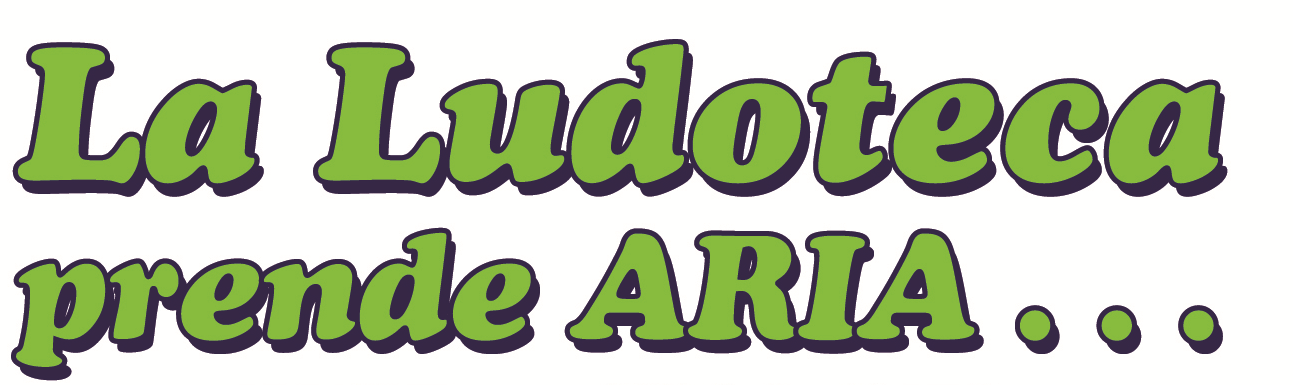 La Ludoteca
prende ARIA . . .